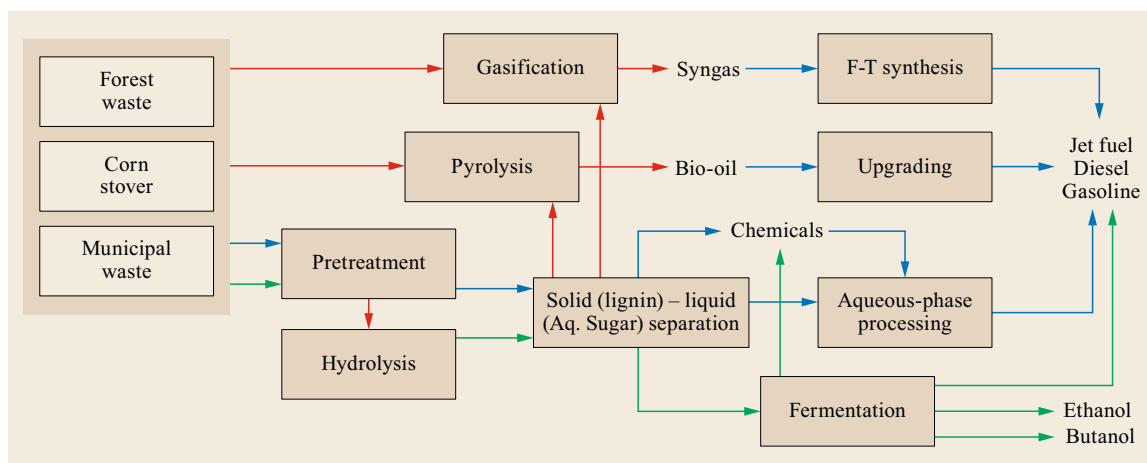 Forest
waste
Corn
stover
Municipal
waste
Gasification
Syngas
F-T synthesis
Pyrolysis
Bio-oil
Upgrading
Jet fuel
Diesel
Gasoline
Pretreatment
Hydrolysis
Solid (lignin) – liquid
(Aq. Sugar) separation
Chemicals
Aqueous-phase
processing
Fermentation
Ethanol
Butanol